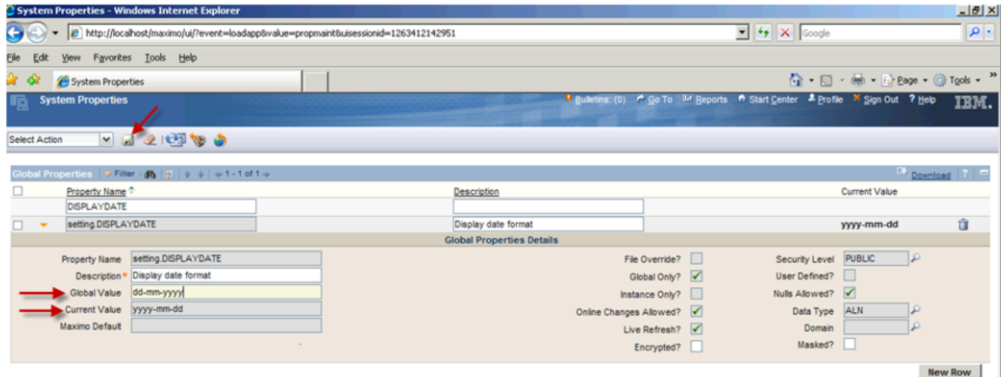 System Properties - Windows Internet Explorer
http://localhost/maximo/ui/?event=loadapp&value=propmaint&uisessionid=1263412142951
Google
File Edit View Favorites Tools Help
System Properties
Page Tools
System Properties
Bulletins: (0) Go To Reports Start Center Profile Sign Out Help IBM.
Select Action
Global Properties Filter 1 - 1 of 1 Download
Property Name Description Current Value
DISPLAYDATE
setting.DISPLAYDATE Display date format yyyy-mm-dd
Global Properties Details
Property Name setting.DISPLAYDATE File Override? Security Level PUBLIC
Description * Display date format Global Only? User Defined?
Global Value dd-mm-yyyy Instance Only? Nulls Allowed?
Current Value yyyy-mm-dd Online Changes Allowed? Data Type ALN
Maximo Default Live Refresh? Domain
Encrypted? Masked?
New Row